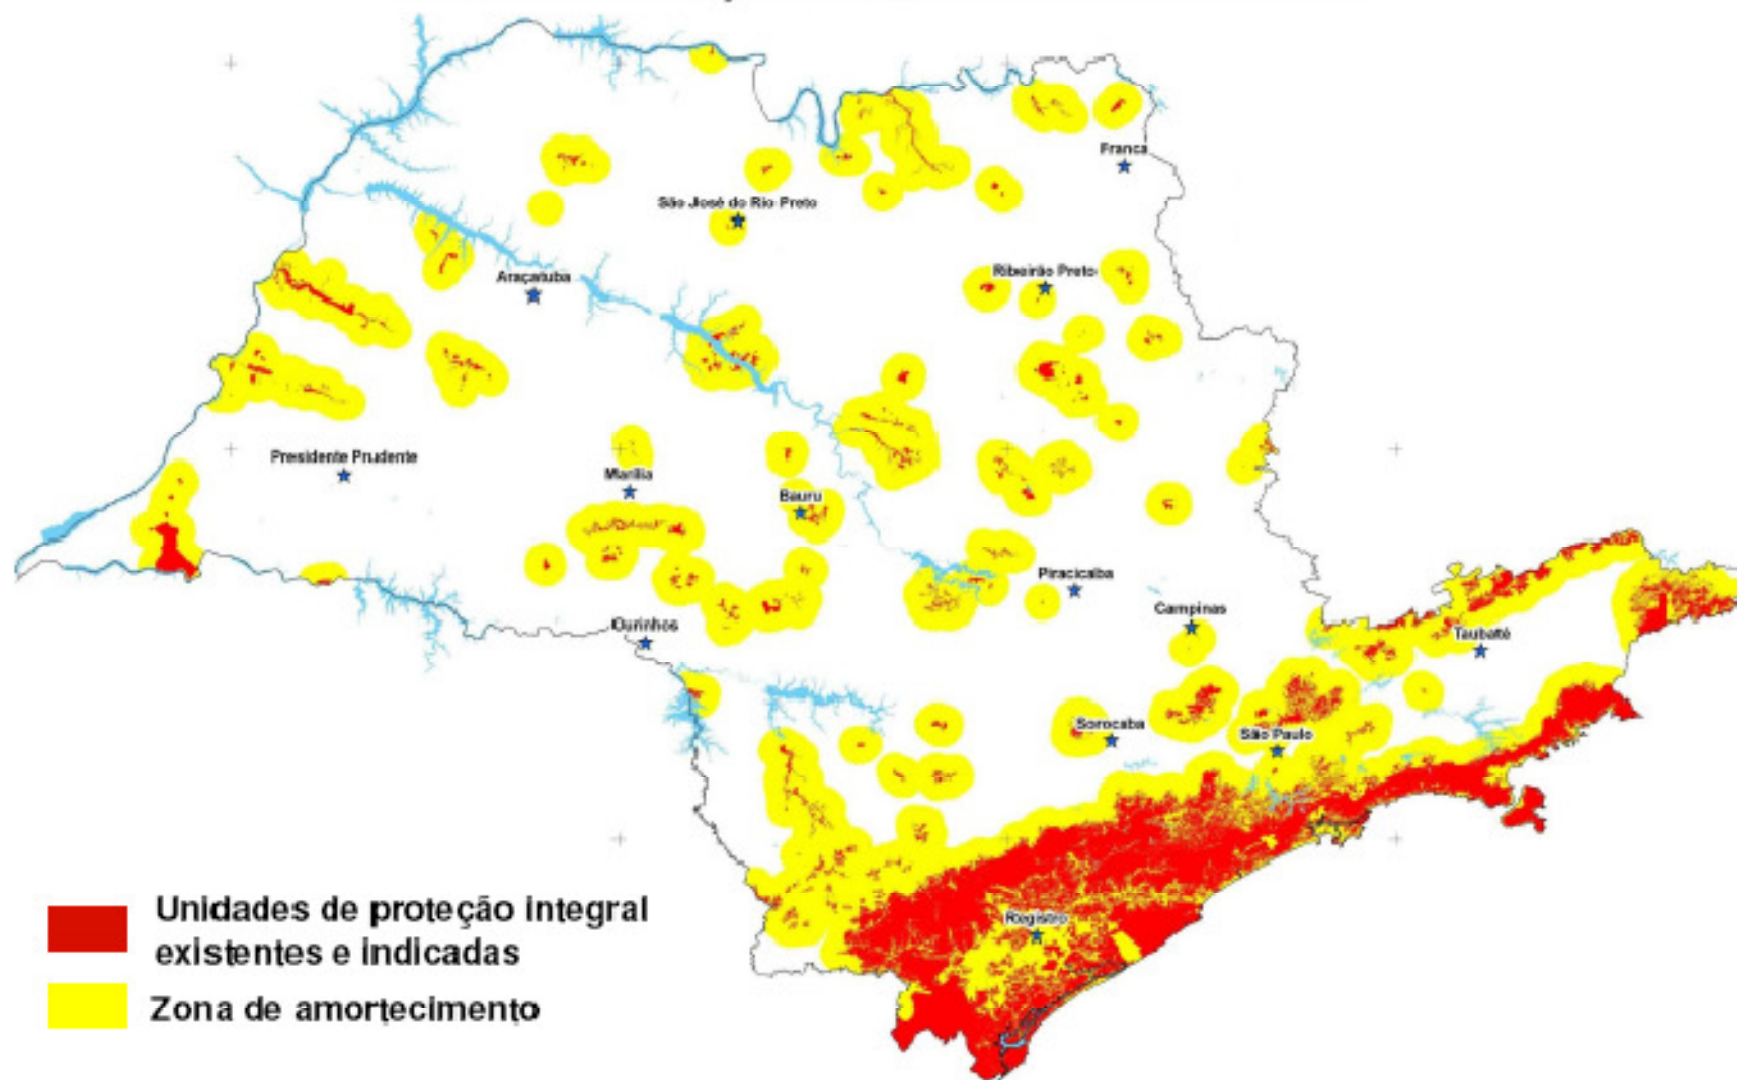 Franca
São José do Rio Preto
Araçatuba
Ribeirão Preto
Presidente Prudente
Marília
Bauru
Piracicaba
Campinas
Ourinhos
Taubaté
Sorocaba
São Paulo
Registro
Unidades de proteção integral
existentes e indicadas
Zona de amortecimento